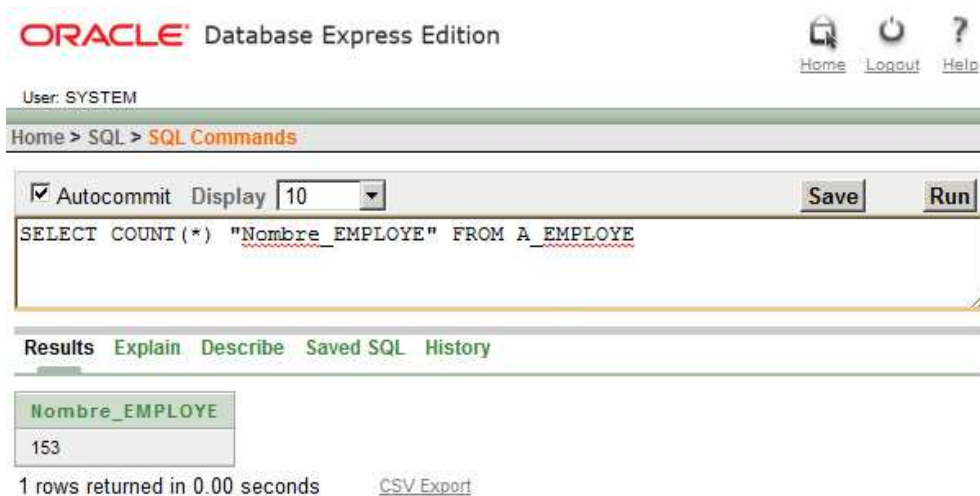 ORACLE Database Express Edition
Home Logout Help
User: SYSTEM
Home > SQL > SQL Commands
Autocommit Display 10 Save Run
SELECT COUNT(*) "Nombre_EMPLOYE" FROM A_EMPLOYE
Results Explain Describe Saved SQL History
Nombre_EMPLOYE
153
1 rows returned in 0.00 seconds CSV Export